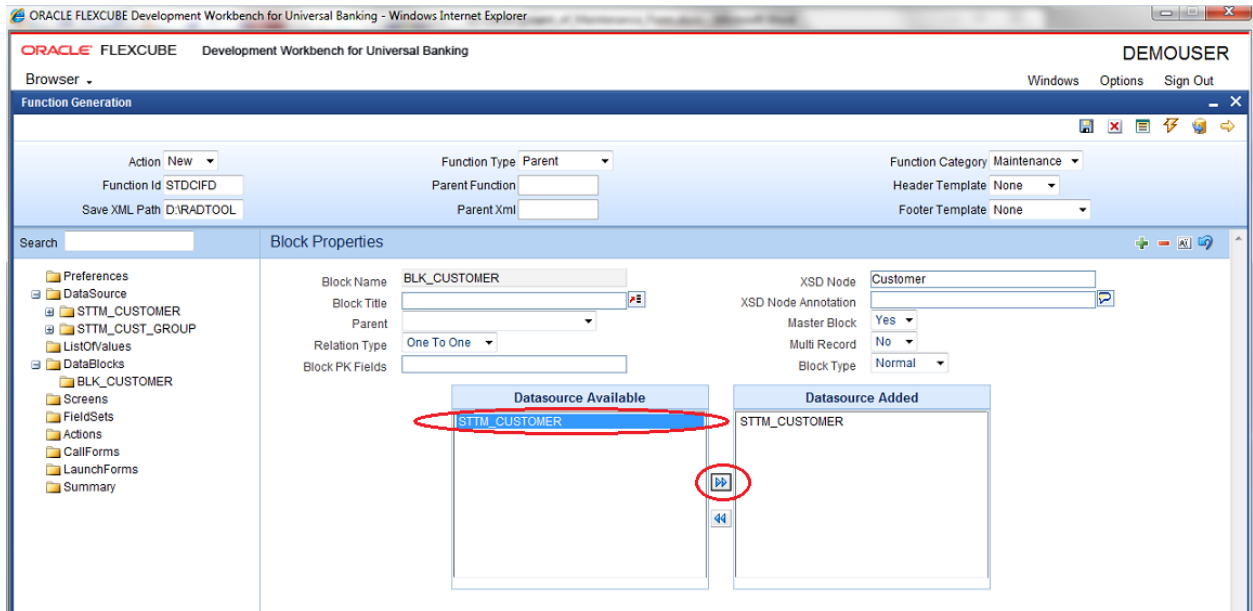 ORACLE FLEXCUBE Development Workbench for Universal Banking - Windows Internet Explorer
ORACLE FLEXCUBE Development Workbench for Universal Banking
DEMOUSER
Browser
Windows Options Sign Out
Function Generation
Action New Function Type Parent Function Category Maintenance
Function Id STDCIFD Parent Function Header Template None
Save XML Path D:\RADTOOL Parent Xml Footer Template None
Search
Block Properties
Preferences
DataSource
STTM_CUSTOMER
STTM_CUST_GROUP
ListOfValues
DataBlocks
BLK_CUSTOMER
Screens
FieldSets
Actions
CallForms
LaunchForms
Summary
Block Name BLK_CUSTOMER XSD Node Customer
Block Title XSD Node Annotation
Parent Master Block Yes
Relation Type One To One Multi Record No
Block PK Fields Block Type Normal
Datasource Available Datasource Added
STTM_CUSTOMER STTM_CUSTOMER